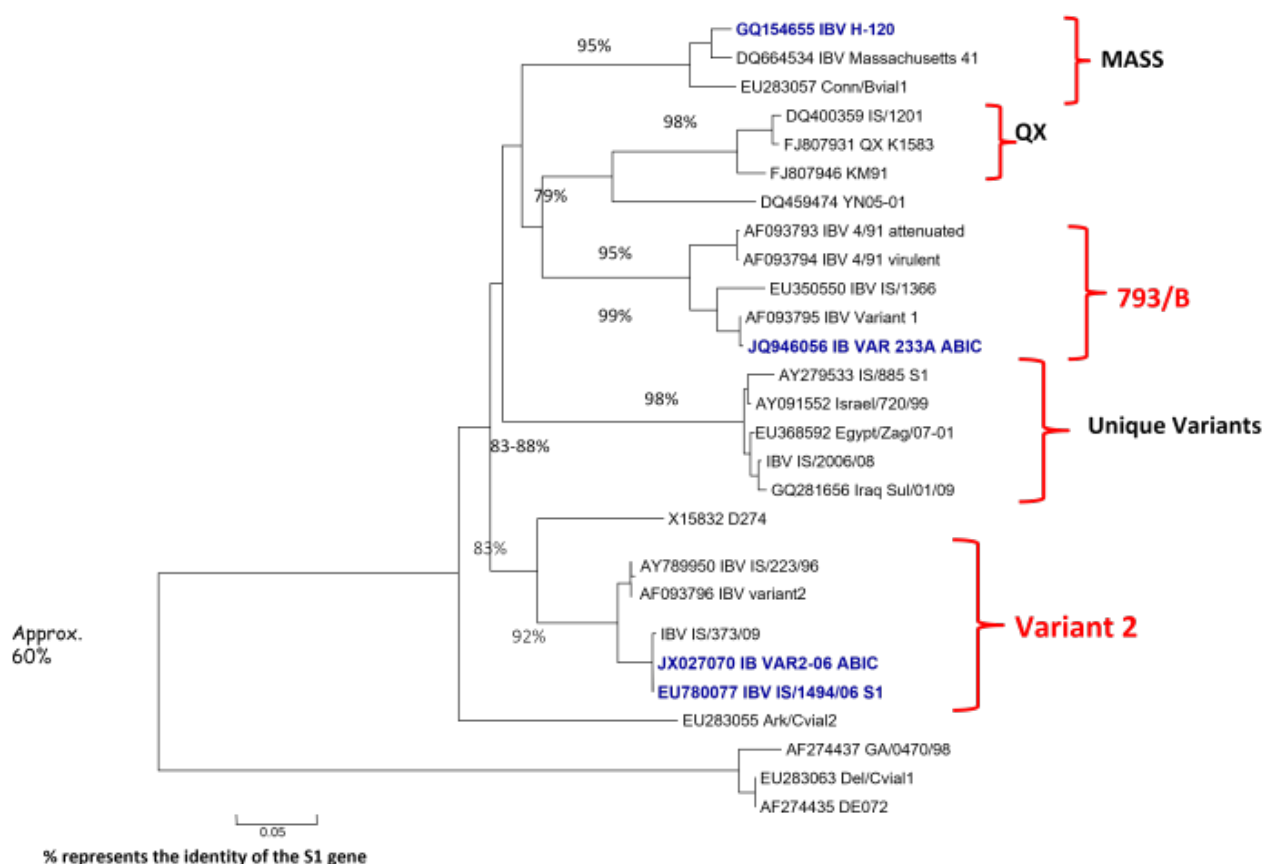 GQ154655 IBV H-120
95%
DQ664534 IBV Massachusetts 41
MASS
EU283057 Conn/Bvial1
DQ400359 IS/1201
98%
QX
FJ807931 QX K1583
FJ807946 KM91
79%
DQ459474 YN05-01
AF093793 IBV 4/91 attenuated
95%
AF093794 IBV 4/91 virulent
EU350550 IBV IS/1366
793/B
99%
AF093795 IBV Variant 1
JQ946056 IB VAR 233A ABIC
AY279533 IS/885 S1
98%
AY091552 Israel/720/99
Unique Variants
EU368592 Egypt/Zag/07-01
83-88%
IBV IS/2006/08
GQ281656 Iraq Sul/01/09
X15832 D274
83%
AY789950 IBV IS/223/96
AF093796 IBV variant2
92%
IBV IS/373/09
Variant 2
Approx.
60%
JX027070 IB VAR2-06 ABIC
EU780077 IBV IS/1494/06 S1
EU283055 Ark/Cvial2
AF274437 GA/0470/98
EU283063 Del/Cvial1
AF274435 DE072
0.05
% represents the identity of the S1 gene